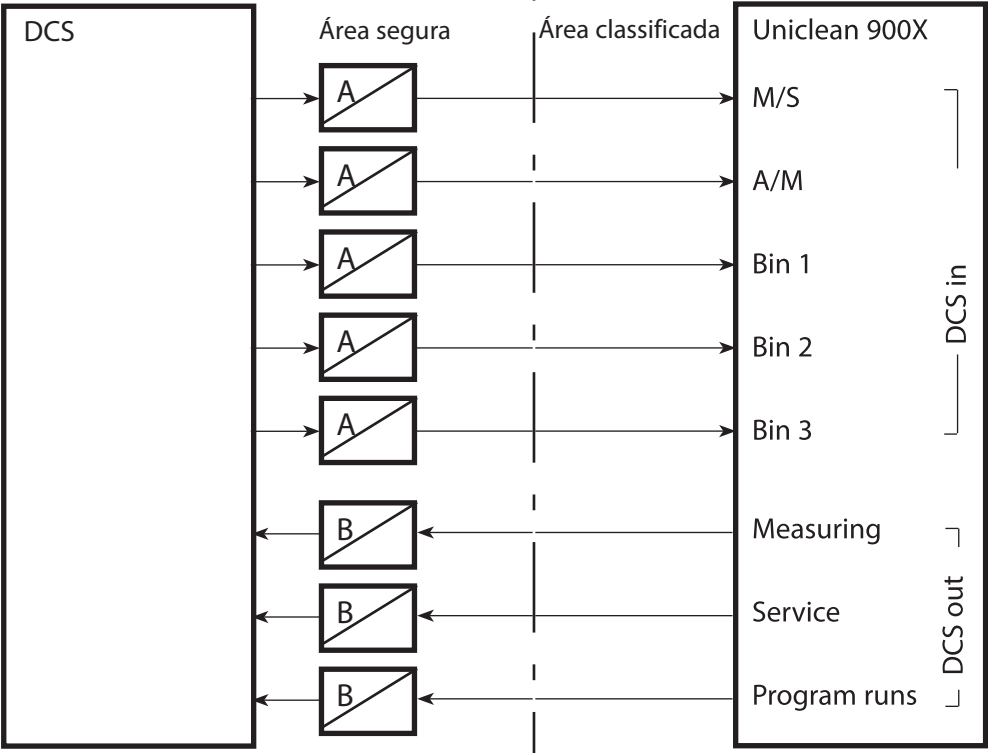 DCS
Área segura
Área classificada
Uniclean 900X
A
M/S
A
A/M
A
Bin 1
A
Bin 2
A
Bin 3
DCS in
B
Measuring
B
Service
B
Program runs
DCS out